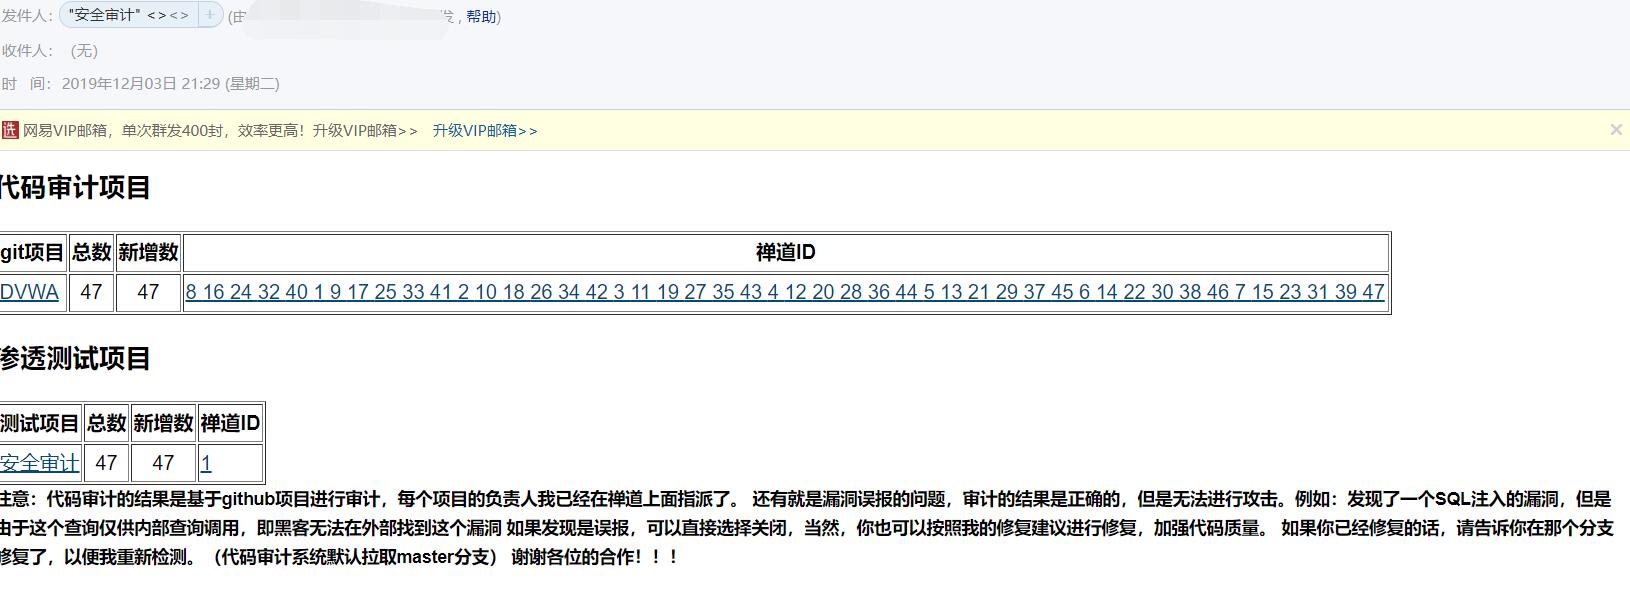 发件人： "安全审计" <><> + (由 发 , 帮助)
收件人： (无)
时 间： 2019年12月03日 21:29 (星期二)
网易VIP邮箱，单次群发400封，效率更高！升级VIP邮箱>> 升级VIP邮箱>> ×
代码审计项目
git项目 总数 新增数 禅道ID
DVWA 47 47 8 16 24 32 40 1 9 17 25 33 41 2 10 18 26 34 42 3 11 19 27 35 43 4 12 20 28 36 44 5 13 21 29 37 45 6 14 22 30 38 46 7 15 23 31 39 47
渗透测试项目
测试项目 总数 新增数 禅道ID
安全审计 47 47 1
注意：代码审计的结果是基于github项目进行审计，每个项目的负责人我已经在禅道上面指派了。 还有就是漏洞误报的问题，审计的结果是正确的，但是无法进行攻击。例如：发现了一个SQL注入的漏洞，但是
由于这个查询仅供内部查询调用，即黑客无法在外部找到这个漏洞 如果发现是误报，可以直接选择关闭，当然，你也可以按照我的修复建议进行修复，加强代码质量。 如果你已经修复的话，请告诉你在那个分支
修复了，以便我重新检测。（代码审计系统默认拉取master分支） 谢谢各位的合作！！！